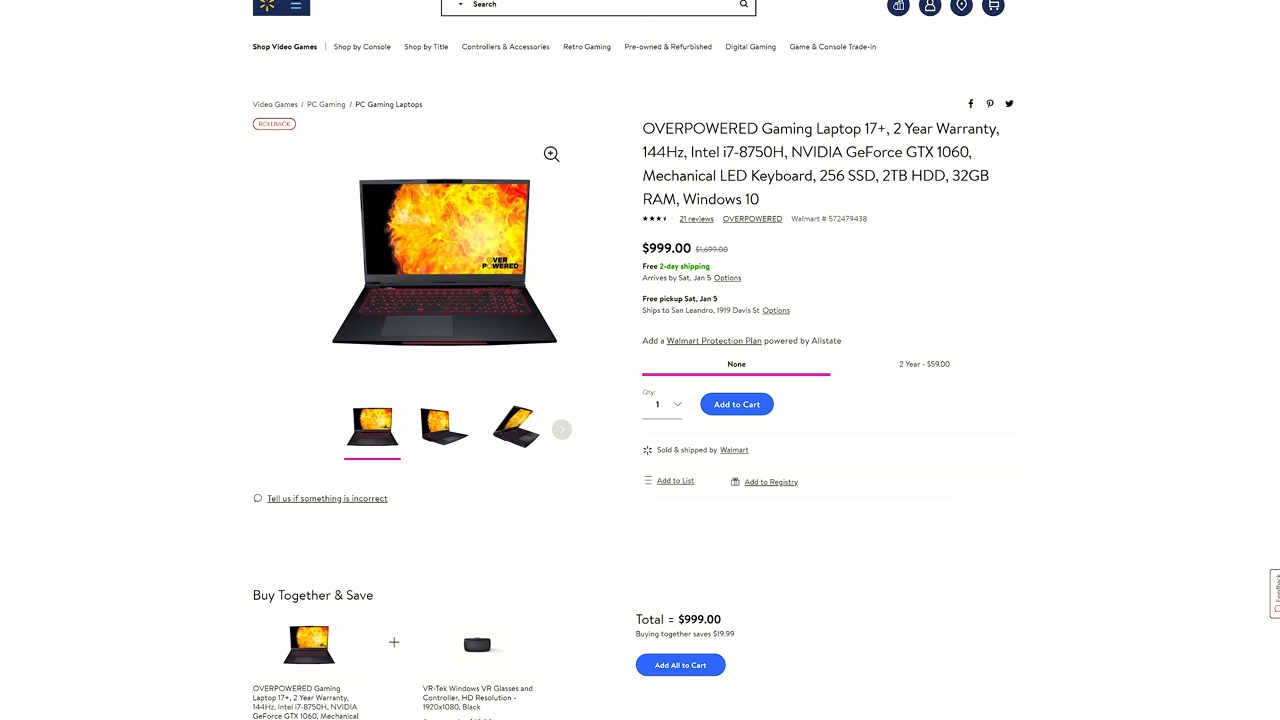 Search
Shop Video Games | Shop by Console Shop by Title Controllers & Accessories Retro Gaming Pre-owned & Refurbished Digital Gaming Game & Console Trade-in
Video Games / PC Gaming / PC Gaming Laptops
ROLLBACK
OVER
POWERED
OVERPOWERED Gaming Laptop 17+, 2 Year Warranty,
144Hz, Intel i7-8750H, NVIDIA GeForce GTX 1060,
Mechanical LED Keyboard, 256 SSD, 2TB HDD, 32GB
RAM, Windows 10
21 reviews OVERPOWERED Walmart # 572479438
$999.00 $1,699.00
Free 2-day shipping
Arrives by Sat, Jan 5 Options
Free pickup Sat, Jan 5
Ships to San Leandro, 1919 Davis St Options
Add a Walmart Protection Plan powered by Allstate
None 2 Year - $59.00
Qty:
1 Add to Cart
Sold & shipped by Walmart
Add to List Add to Registry
Tell us if something is incorrect
Feedback
Buy Together & Save
Total = $999.00
Buying together saves $19.99
Add All to Cart
OVERPOWERED Gaming
Laptop 17+, 2 Year Warranty,
144Hz, Intel i7-8750H, NVIDIA
GeForce GTX 1060, Mechanical
VR-Tek Windows VR Glasses and
Controller, HD Resolution -
1920x1080, Black